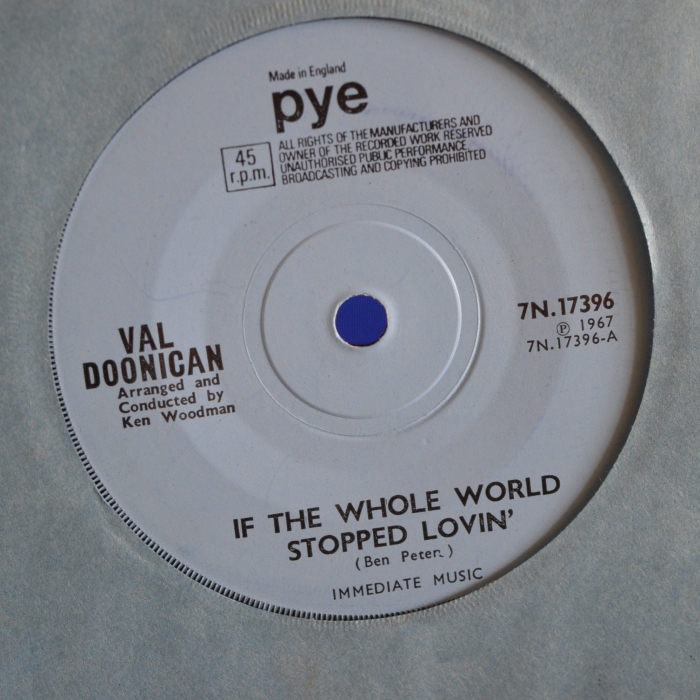 Made in England
pye
45
r.p.m.
ALL RIGHTS OF THE MANUFACTURERS AND
OWNER OF THE RECORDED WORK RESERVED
UNAUTHORISED PUBLIC PERFORMANCE
BROADCASTING AND COPYING PROHIBITED
VAL
DOONICAN
Arranged and
Conducted by
Ken Woodman
7N.17396
℗ 1967
7N.17396-A
IF THE WHOLE WORLD
STOPPED LOVIN'
(Ben Peters)
IMMEDIATE MUSIC